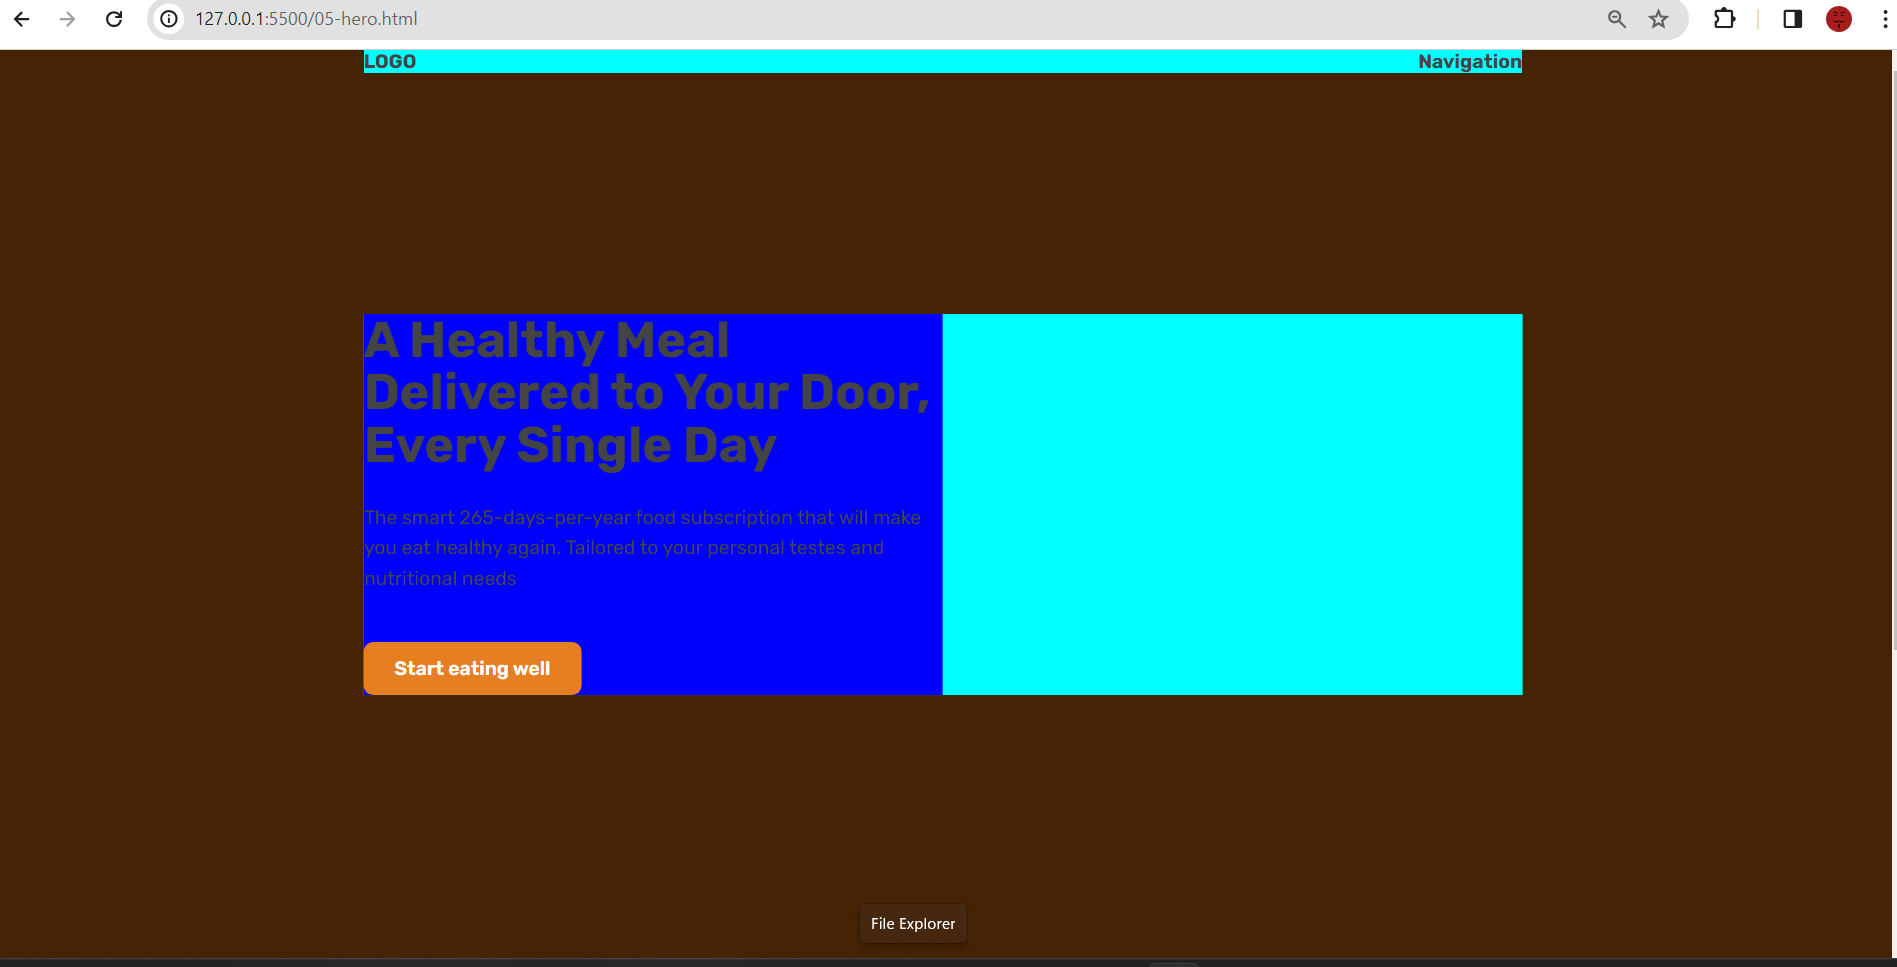 127.0.0.1:5500/05-hero.html
LOGO
Navigation
A Healthy Meal
Delivered to Your Door,
Every Single Day
The smart 265-days-per-year food subscription that will make
you eat healthy again. Tailored to your personal testes and
nutritional needs
Start eating well
File Explorer